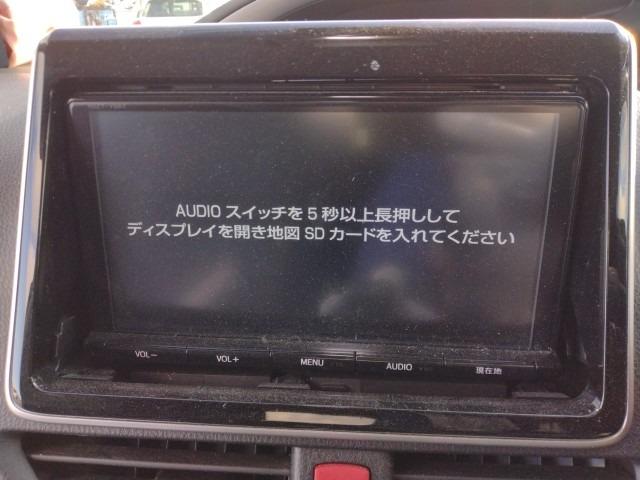 AUDIO スイッチを5秒以上長押しして
ディスプレイを開き地図 SD カードを入れてください
VOL− VOL+ MENU AUDIO 現在地